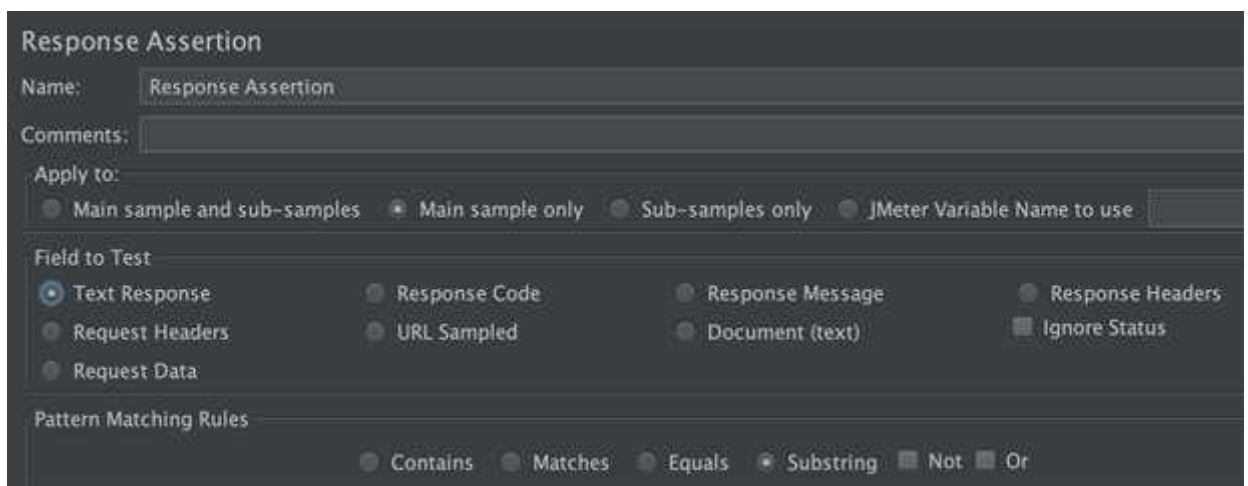 Response Assertion
Name: Response Assertion
Comments:
Apply to:
Main sample and sub-samples Main sample only Sub-samples only JMeter Variable Name to use
Field to Test
Text Response Response Code Response Message Response Headers
Request Headers URL Sampled Document (text) Ignore Status
Request Data
Pattern Matching Rules
Contains Matches Equals Substring Not Or